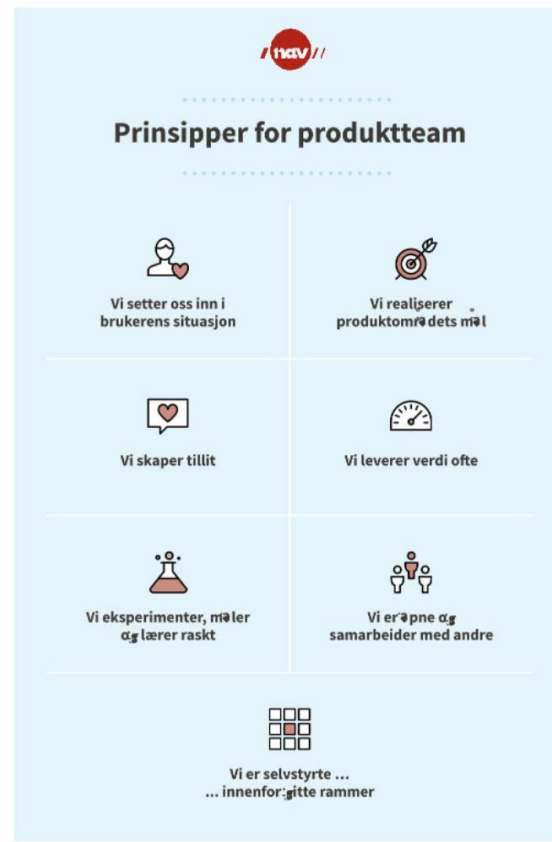 nav
Prinsipper for produktteam
Vi setter oss inn i
brukerens situasjon
Vi realiserer
produktområdets mål
Vi skaper tillit
Vi leverer verdi ofte
Vi eksperimenter, måler
og lærer raskt
Vi er åpne og
samarbeider med andre
Vi er selvstyrte ...
... innenfor gitte rammer